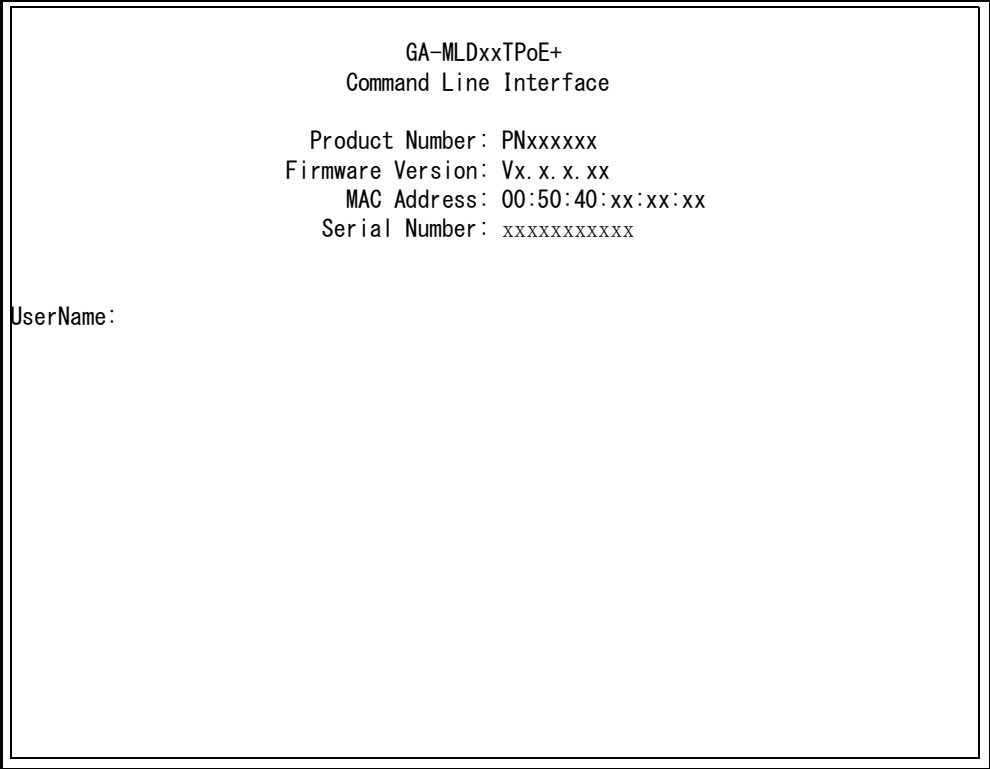 GA-MLDxxTPoE+
Command Line Interface
Product Number: PNxxxxxx
Firmware Version: Vx.x.x.xx
MAC Address: 00:50:40:xx:xx:xx
Serial Number: xxxxxxxxxxx
UserName: